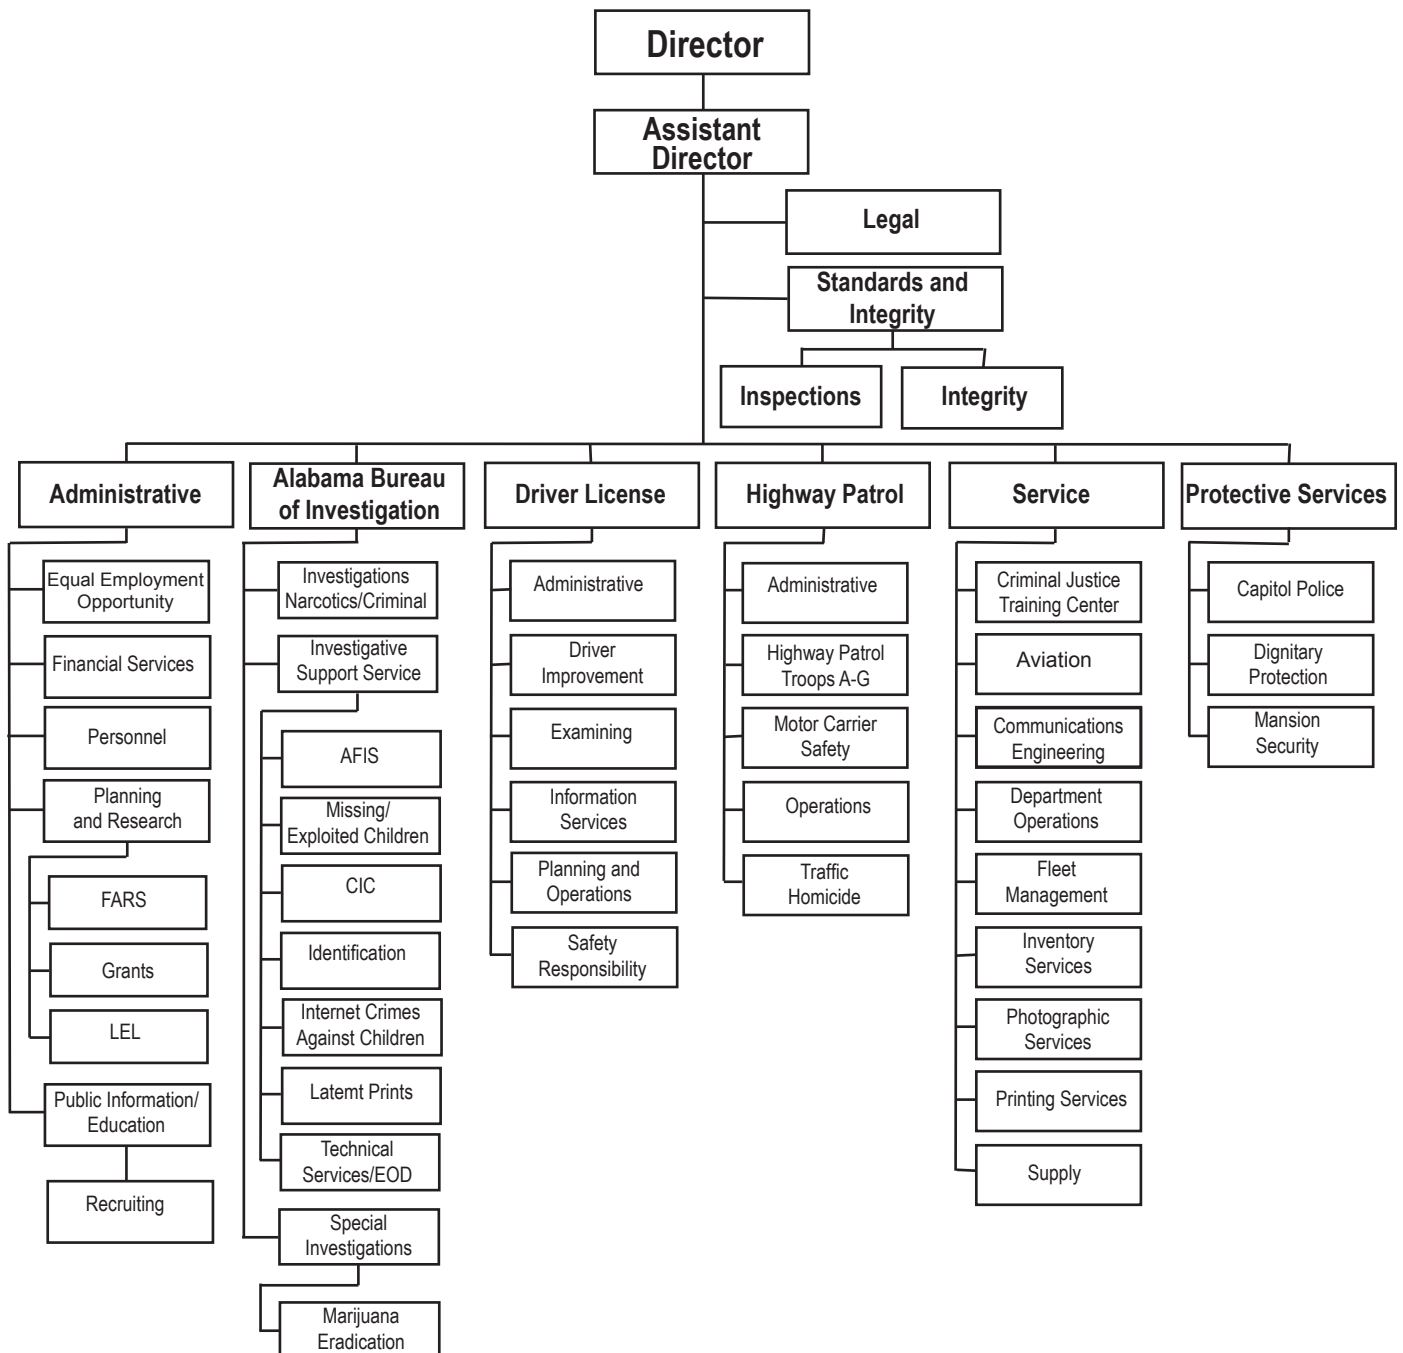 Director
Assistant
Director
Legal
Standards and
Integrity
Inspections
Integrity
Administrative
Equal Employment
Opportunity
Financial Services
Personnel
Planning
and Research
FARS
Grants
LEL
Public Information/
Education
Recruiting
Alabama Bureau
of Investigation
Investigations
Narcotics/Criminal
Investigative
Support Service
AFIS
Missing/
Exploited Children
CIC
Identification
Internet Crimes
Against Children
Latemt Prints
Technical
Services/EOD
Special
Investigations
Marijuana
Eradication
Driver License
Administrative
Driver
Improvement
Examining
Information
Services
Planning and
Operations
Safety
Responsibility
Highway Patrol
Administrative
Highway Patrol
Troops A-G
Motor Carrier
Safety
Operations
Traffic
Homicide
Service
Criminal Justice
Training Center
Aviation
Communications
Engineering
Department
Operations
Fleet
Management
Inventory
Services
Photographic
Services
Printing Services
Supply
Protective Services
Capitol Police
Dignitary
Protection
Mansion
Security